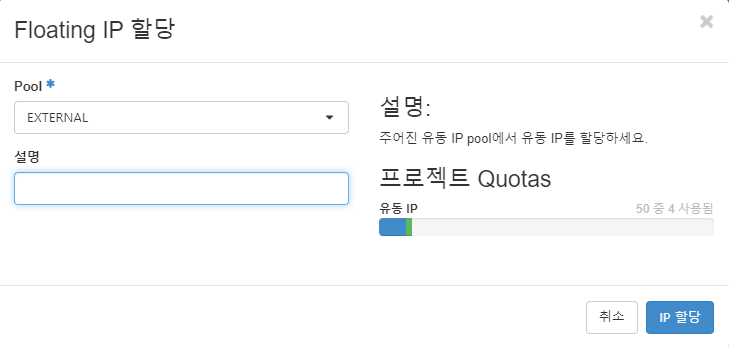 Floating IP 할당
×
Pool *
EXTERNAL
설명
설명:
주어진 유동 IP pool에서 유동 IP를 할당하세요.
프로젝트 Quotas
유동 IP
50 중 4 사용됨
취소
IP 할당